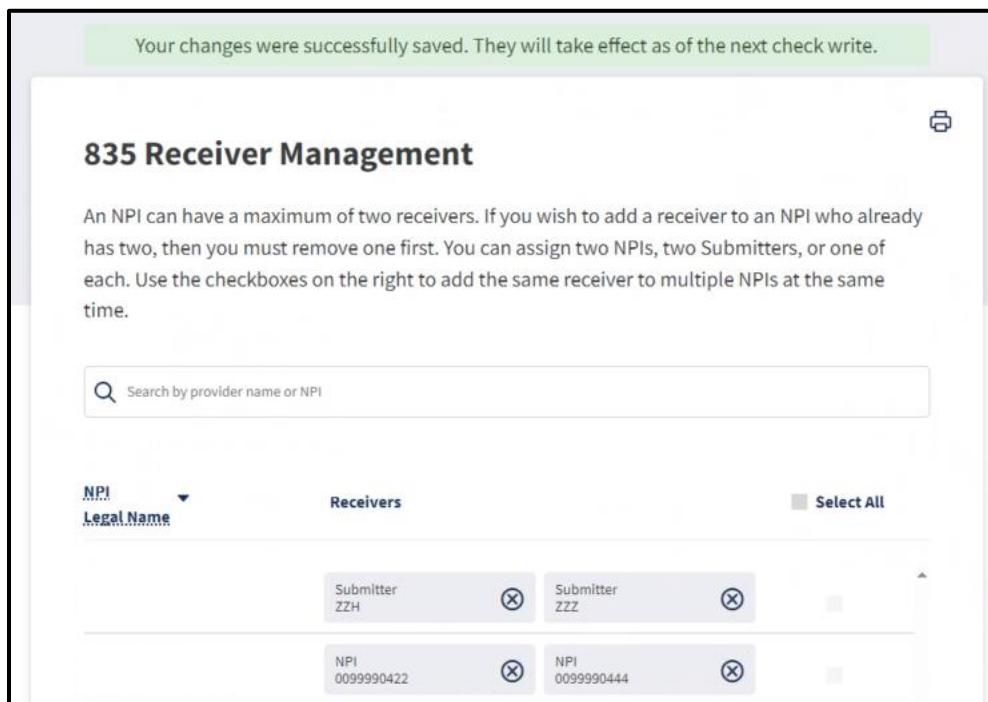 Your changes were successfully saved. They will take effect as of the next check write.
835 Receiver Management
An NPI can have a maximum of two receivers. If you wish to add a receiver to an NPI who already
has two, then you must remove one first. You can assign two NPIs, two Submitters, or one of
each. Use the checkboxes on the right to add the same receiver to multiple NPIs at the same
time.
Search by provider name or NPI
NPI
Legal Name
Receivers
Select All
Submitter
ZZH
Submitter
ZZZ
NPI
0099990422
NPI
0099990444